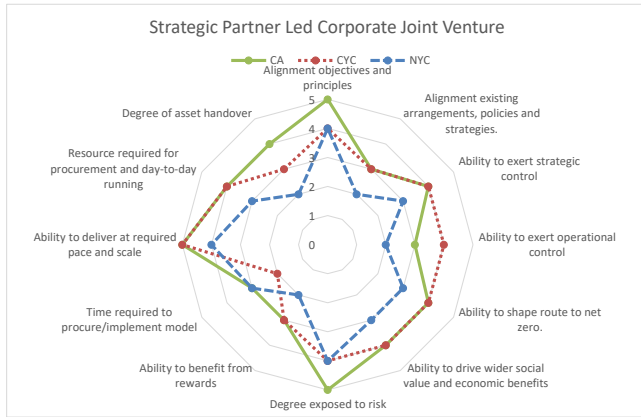 Strategic Partner Led Corporate Joint Venture
CA
CYC
NYC
Alignment objectives and
principles
Alignment existing
arrangements, policies and
strategies.
Ability to exert strategic
control
Ability to exert operational
control
Ability to shape route to net
zero.
Ability to drive wider social
value and economic benefits
Degree exposed to risk
Ability to benefit from
rewards
Time required to
procure/implement model
Ability to deliver at required
pace and scale
Resource required for
procurement and day-to-day
running
Degree of asset handover
5
4
3
2
1
0